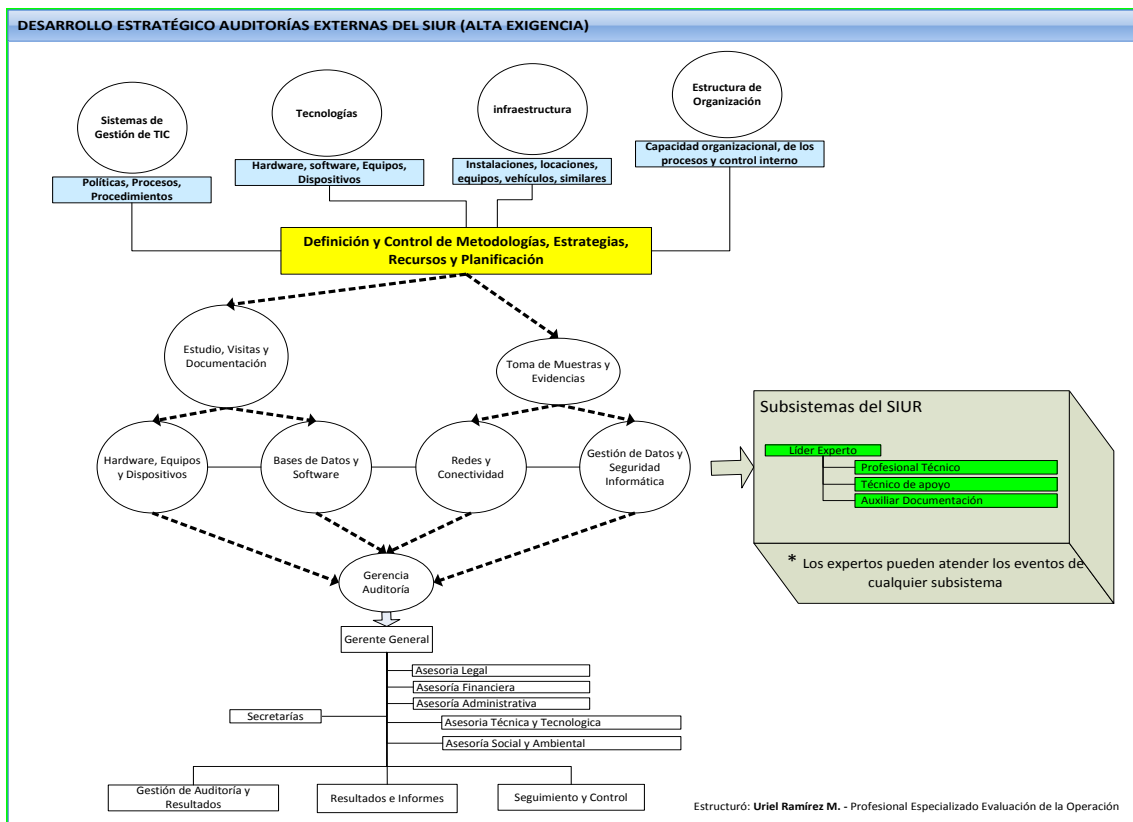 DESARROLLO ESTRATÉGICO AUDITORÍAS EXTERNAS DEL SIUR (ALTA EXIGENCIA)
Sistemas de
Gestión de TIC
Políticas, Procesos,
Procedimientos
Tecnologías
Hardware, software, Equipos,
Dispositivos
infraestructura
Instalaciones, locaciones,
equipos, vehículos, similares
Estructura de
Organización
Capacidad organizacional, de los
procesos y control interno
Definición y Control de Metodologías, Estrategias,
Recursos y Planificación
Estudio, Visitas y
Documentación
Toma de Muestras y
Evidencias
Hardware, Equipos
y Dispositivos
Bases de Datos y
Software
Redes y
Conectividad
Gestión de Datos y
Seguridad
Informática
Subsistemas del SIUR
Líder Experto
Profesional Técnico
Técnico de apoyo
Auxiliar Documentación
* Los expertos pueden atender los eventos de
cualquier subsistema
Gerencia
Auditoría
Gerente General
Asesoria Legal
Asesoría Financiera
Asesoría Administrativa
Secretarías
Asesoria Técnica y Tecnologica
Asesoría Social y Ambiental
Gestión de Auditoría y
Resultados
Resultados e Informes
Seguimiento y Control
Estructuró: Uriel Ramírez M. - Profesional Especializado Evaluación de la Operación